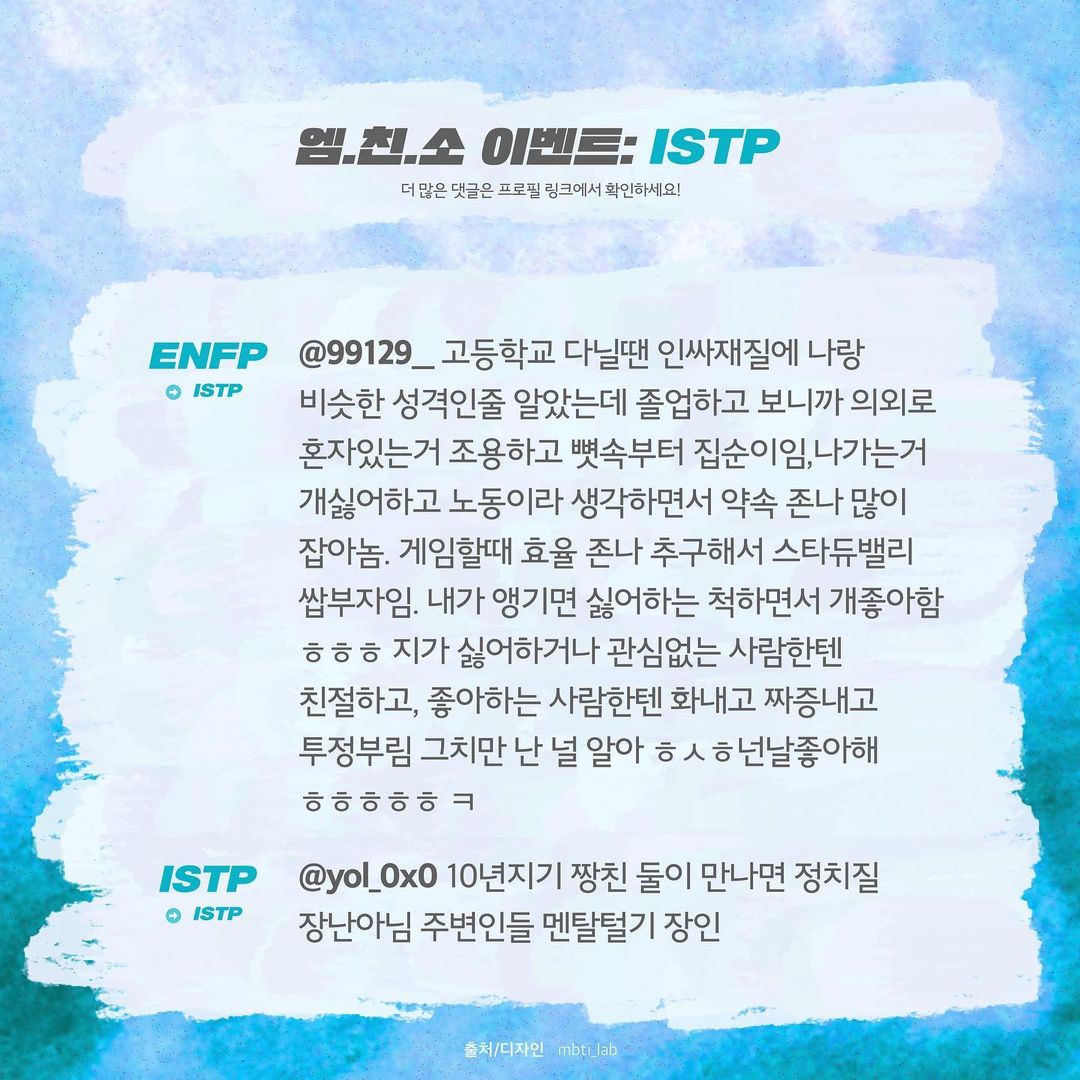 엠.친.소 이벤트: ISTP
더 많은 댓글은 프로필 링크에서 확인하세요!
ENFP
ISTP
@99129_ 고등학교 다닐땐 인싸재질에 나랑
비슷한 성격인줄 알았는데 졸업하고 보니까 의외로
혼자있는거 조용하고 뼛속부터 집순이임,나가는거
개싫어하고 노동이라 생각하면서 약속 존나 많이
잡아놈. 게임할때 효율 존나 추구해서 스타듀밸리
쌉부자임. 내가 앵기면 싫어하는 척하면서 개좋아함
ㅎㅎㅎ 지가 싫어하거나 관심없는 사람한텐
친절하고, 좋아하는 사람한텐 화내고 짜증내고
투정부림 그치만 난 널 알아 ㅎㅅㅎ넌날좋아해
ㅎㅎㅎㅎㅎ ㅋ
ISTP
ISTP
@yol_0x0 10년지기 짱친 둘이 만나면 정치질
장난아님 주변인들 멘탈털기 장인
출처/디자인 mbti_lab